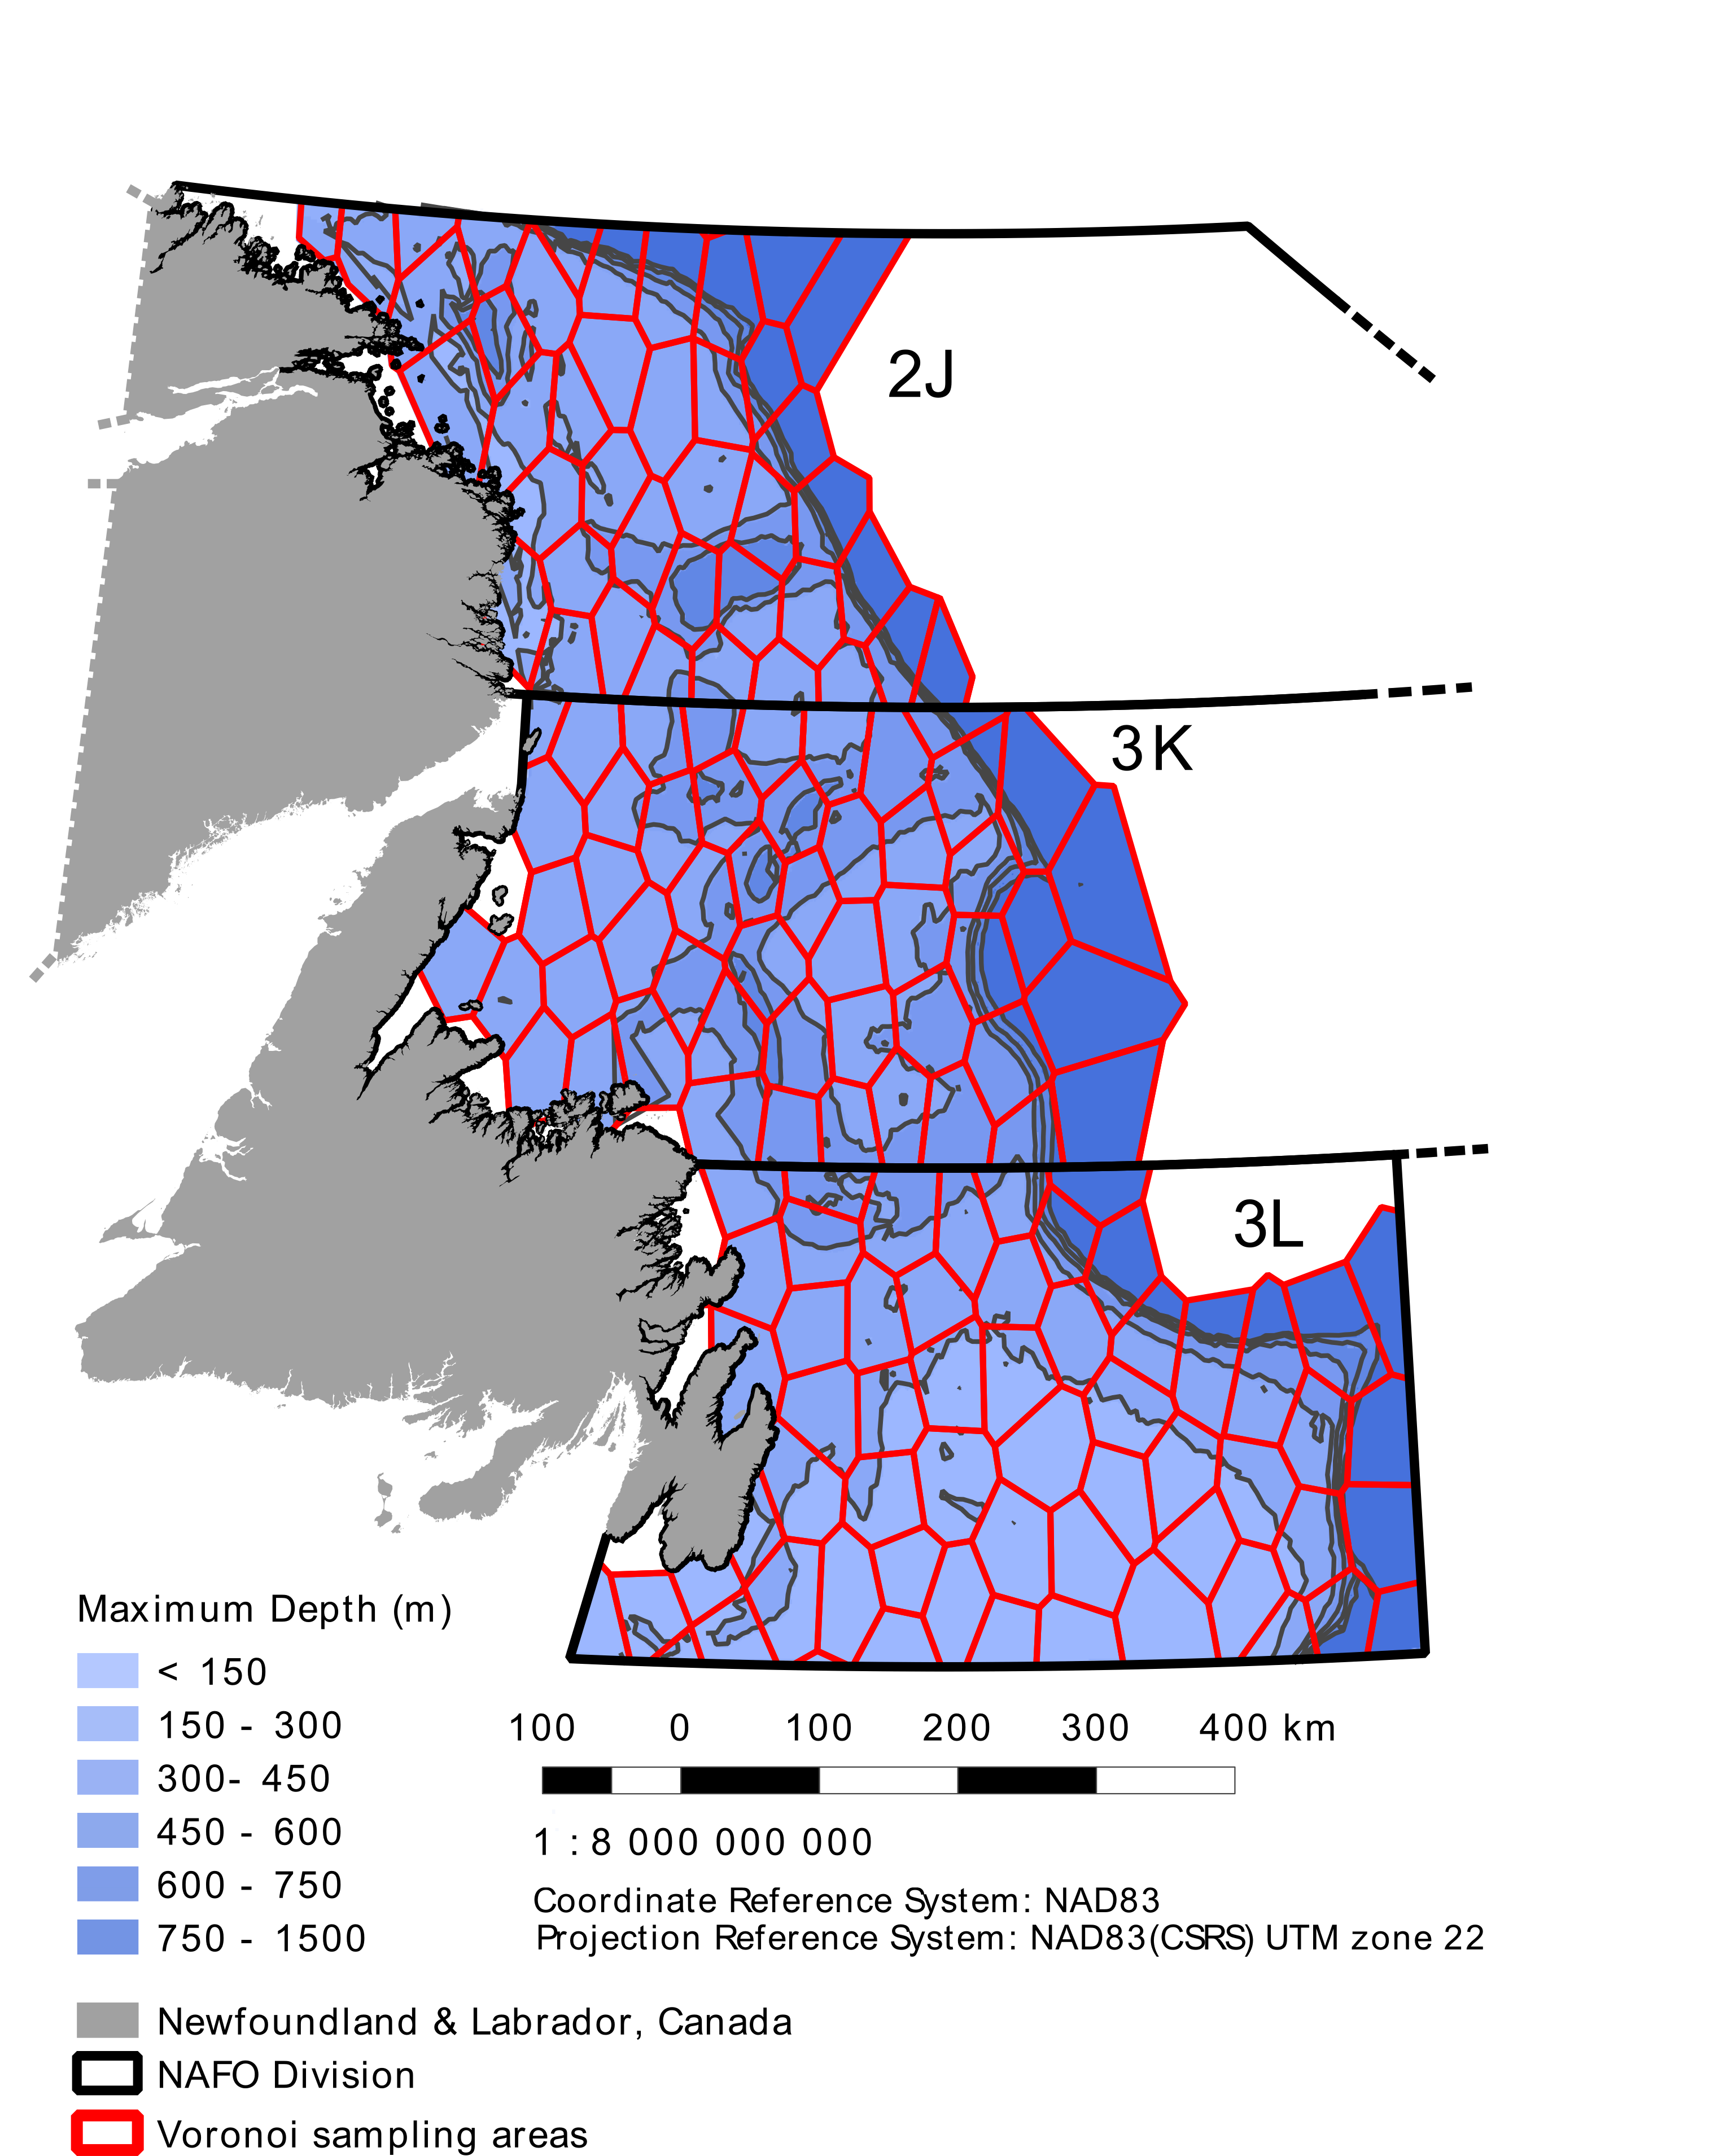 2J
3K
3L
Maximum Depth (m)
< 150
150 - 300
300- 450
450 - 600
600 - 750
750 - 1500
100 0 100 200 300 400 km
1 : 8 000 000 000
Coordinate Reference System: NAD83
Projection Reference System: NAD83(CSRS) UTM zone 22
Newfoundland & Labrador, Canada
NAFO Division
Voronoi sampling areas